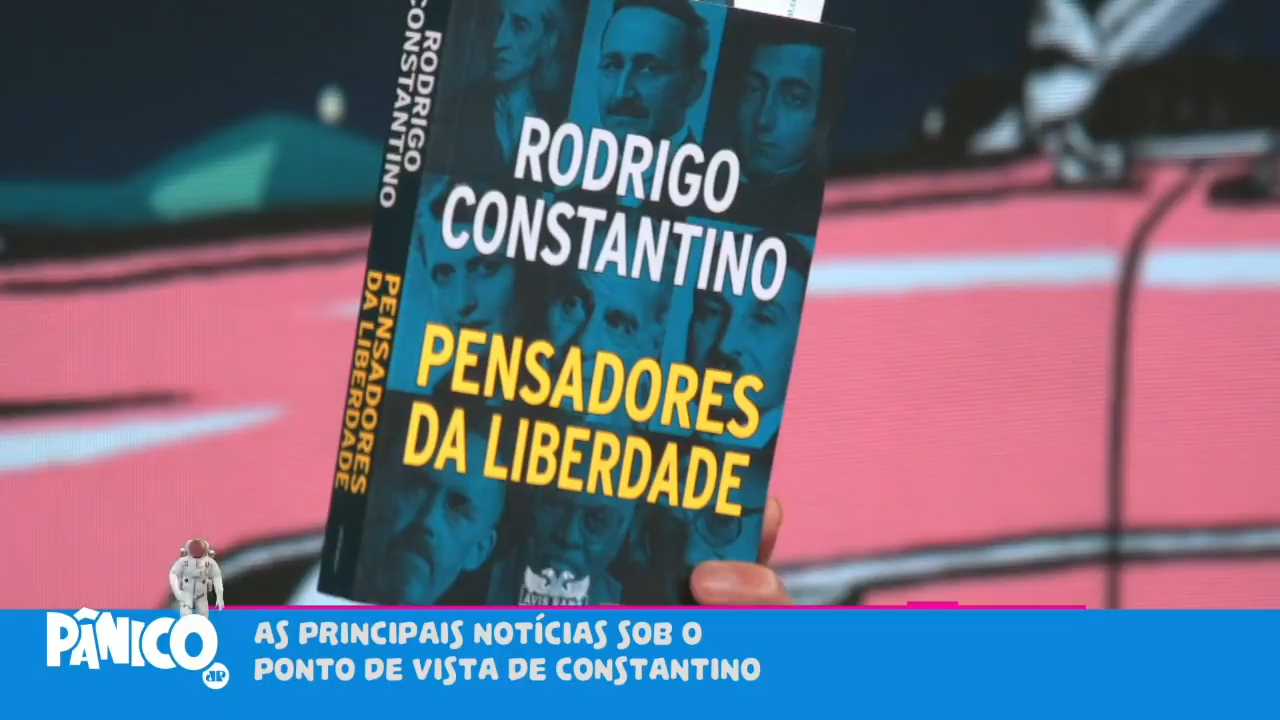 RODRIGO
CONSTANTINO
PENSADORES
DA LIBERDADE
RODRIGO
CONSTANTINO
PENSADORES
DA LIBERDADE
PÂNICO JP
AS PRINCIPAIS NOTÍCIAS SOB O
PONTO DE VISTA DE CONSTANTINO